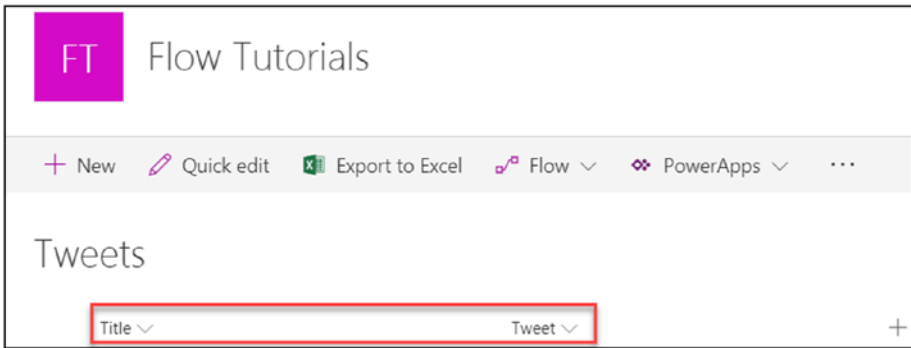 FT Flow Tutorials
New Quick edit Export to Excel Flow PowerApps ...
Tweets
Title Tweet